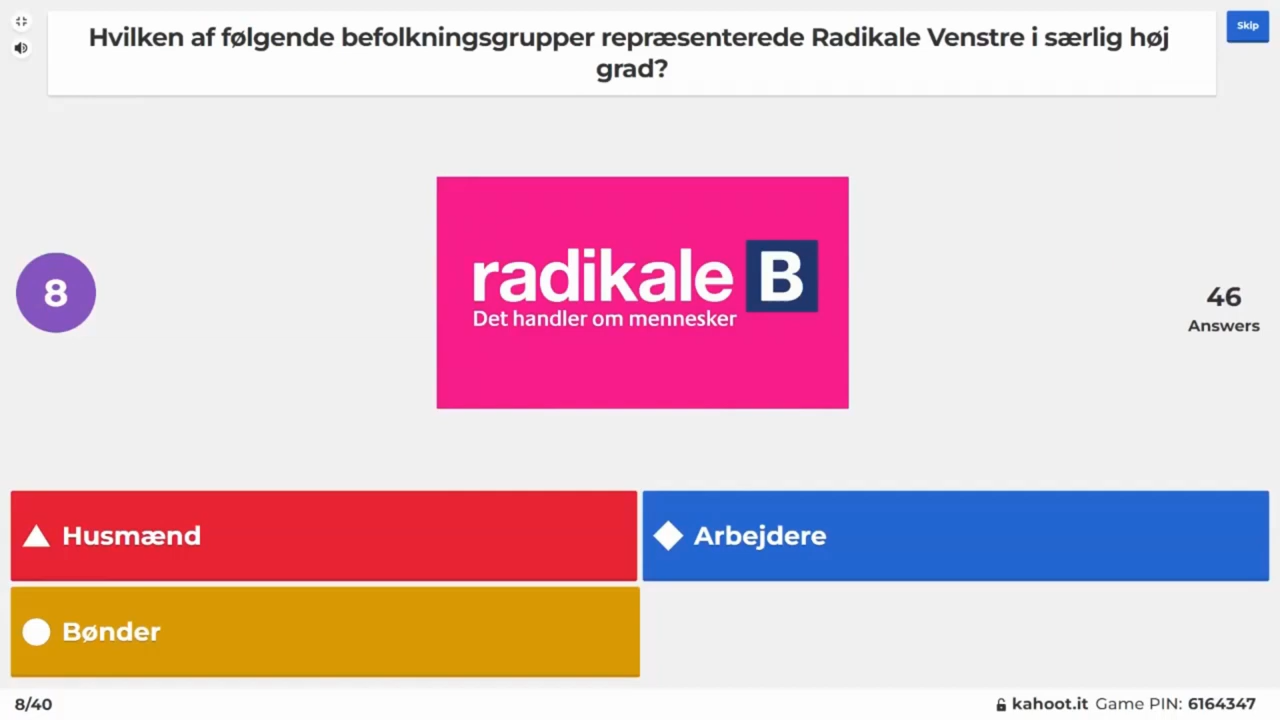 Hvilken af følgende befolkningsgrupper repræsenterede Radikale Venstre i særlig høj
grad?
Skip
radikale B
Det handler om mennesker
8
46
Answers
Husmænd
Arbejdere
Bønder
8/40
kahoot.it Game PIN: 6164347